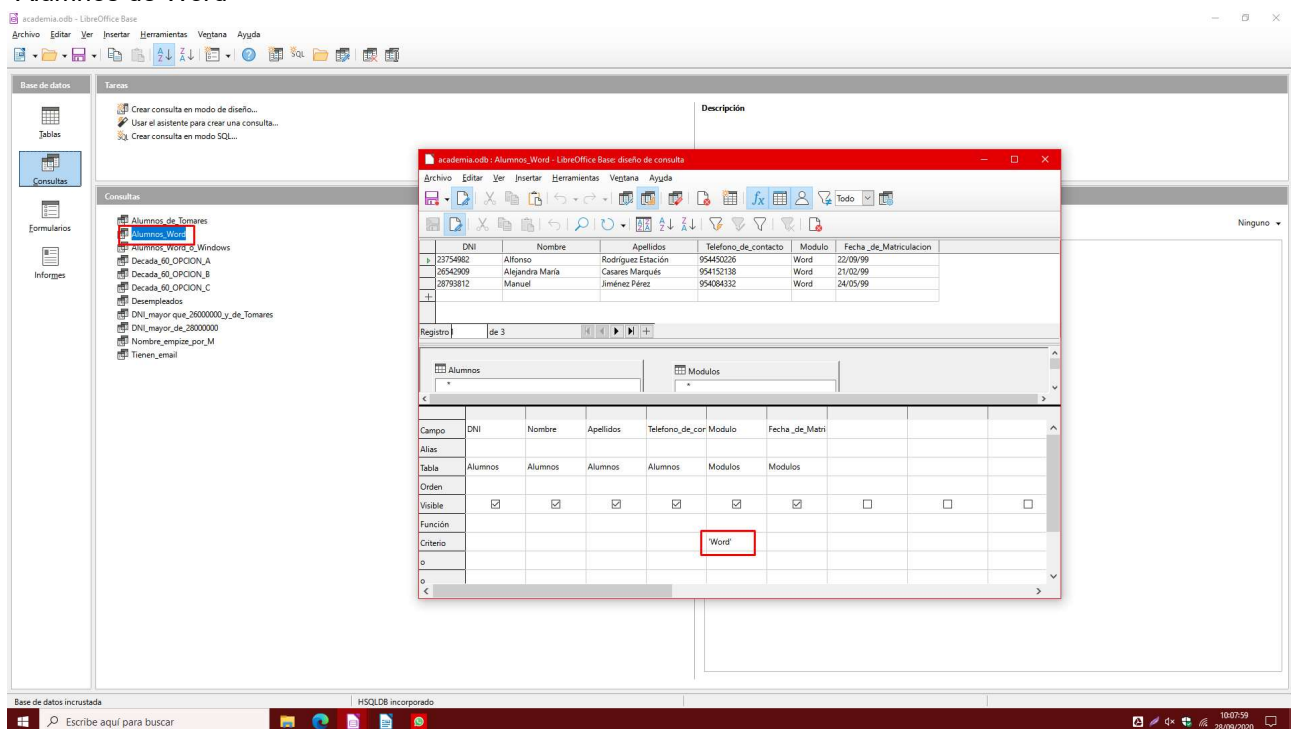 Alumnos de Word
academia.odb - LibreOffice Base
Archivo Editar Ver Insertar Herramientas Ventana Ayuda
SQL
Base de datos
Tablas
Consultas
Formularios
Informes
Tareas
Crear consulta en modo de diseño...
Usar el asistente para crear una consulta...
Crear consulta en modo SQL...
Descripción
Consultas
Alumnos_de_Tomares
Alumnos_Word
Alumnos_Word_o_Windows
Decada_60_OPCION_A
Decada_60_OPCION_B
Decada_60_OPCION_C
Desempleados
DNI_mayor que_26000000_y_de_Tomares
DNI_mayor_de_28000000
Nombre_empize_por_M
Tienen_email
Ninguno
academia.odb : Alumnos_Word - LibreOffice Base: diseño de consulta
Archivo Editar Ver Insertar Herramientas Ventana Ayuda
Todo
DNI Nombre Apellidos Telefono_de_contacto Modulo Fecha _de_Matriculacion
23754982 Alfonso Rodríguez Estación 954450226 Word 22/09/99
26542909 Alejandra María Casares Marqués 954152138 Word 21/02/99
28793812 Manuel Jiménez Pérez 954084332 Word 24/05/99
Registro de 3
Alumnos
*
Modulos
*
Campo DNI Nombre Apellidos Telefono_de_cor Modulo Fecha _de_Matri
Alias
Tabla Alumnos Alumnos Alumnos Alumnos Modulos Modulos
Orden
Visible
Función
Criterio 'Word'
o
o
Base de datos incrustada HSQLDB incorporado
Escribe aquí para buscar
10:07:59
28/09/2020